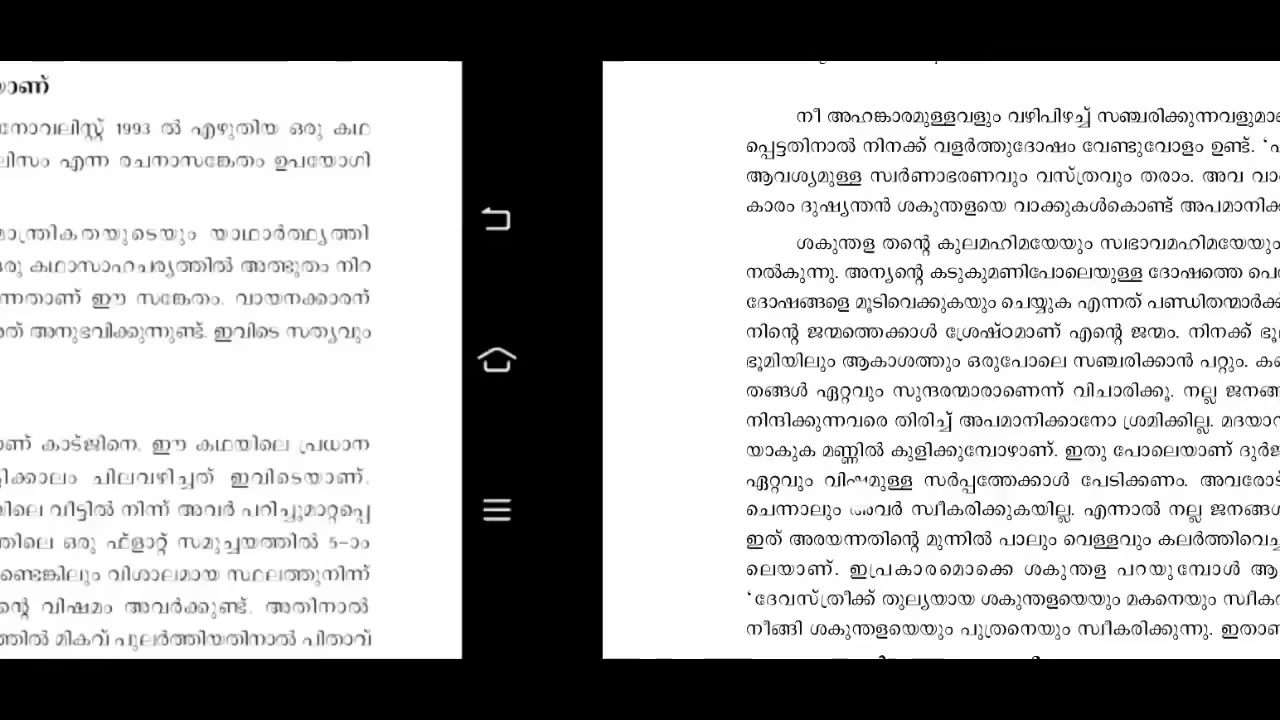 യാണ്
നോവലിസ്റ്റ് 1993 ൽ എഴുതിയ ഒരു കഥ
ലിസം എന്ന രചനാസങ്കേതം ഉപയോഗി
മാന്ത്രികതയുടെയും യാഥാർത്ഥ്യത്തി
ഒരു കഥാസാഹചര്യത്തിൽ അത്ഭുതം നിറ
ന്നതാണ് ഈ സങ്കേതം. വായനക്കാരന്
ത് അനുഭവിക്കുന്നുണ്ട്. ഇവിടെ സത്യവും
ണ് കാട്ജിനെ. ഈ കഥയിലെ പ്രധാന
ട്ടിക്കാലം ചിലവഴിച്ചത് ഇവിടെയാണ്.
യിലെ വീട്ടിൽ നിന്ന് അവർ പറിച്ചുമാറ്റപ്പെ
ത്തിലെ ഒരു ഫ്ളാറ്റ് സമുച്ചയത്തിൽ 5-ാം
ണ്ടെങ്കിലും വിശാലമായ സ്ഥലത്തുനിന്ന്
ന്റെ വിഷമം അവർക്കുണ്ട്. അതിനാൽ
ത്തിൽ മികവ് പുലർത്തിയതിനാൽ പിതാവ്
നീ അഹങ്കാരമുള്ളവളും വഴിപിഴച്ച് സഞ്ചരിക്കുന്നവളുമാ
പ്പെട്ടതിനാൽ നിനക്ക് വളർത്തുദോഷം വേണ്ടുവോളം ഉണ്ട്.
ആവശ്യമുള്ള സ്വർണാഭരണവും വസ്ത്രവും തരാം. അവ വാ
കാരം ദുഷ്യന്തൻ ശകുന്തളയെ വാക്കുകൾകൊണ്ട് അപമാനിക്ക
ശകുന്തള തന്റെ കുലമഹിമയേയും സ്വഭാവമഹിമയേയും
നൽകുന്നു. അന്യന്റെ കടുകുമണിപോലെയുള്ള ദോഷത്തെ പെ
ദോഷങ്ങളെ മൂടിവെക്കുകയും ചെയ്യുക എന്നത് പണ്ഡിതന്മാർക്ക
നിന്റെ ജന്മത്തെക്കാൾ ശ്രേഷ്ഠമാണ് എന്റെ ജന്മം. നിനക്ക് ഭൂ
ഭൂമിയിലും ആകാശത്തും ഒരുപോലെ സഞ്ചരിക്കാൻ പറ്റും.
തങ്ങൾ ഏറ്റവും സുന്ദരന്മാരാണെന്ന് വിചാരിക്കൂ. നല്ല ജനങ്ങ
നിന്ദിക്കുന്നവരെ തിരിച്ച് അപമാനിക്കാനോ ശ്രമിക്കില്ല. മദയാന
യാകുക മണ്ണിൽ കുളിക്കുമ്പോഴാണ്. ഇതു പോലെയാണ് ദുർജ
ഏറ്റവും വിഷമുള്ള സർപ്പത്തേക്കാൾ പേടിക്കണം. അവരോട
ചെന്നാലും അവർ സ്വീകരിക്കുകയില്ല. എന്നാൽ നല്ല ജനങ്ങൾ
ഇത് അരയന്നത്തിന്റെ മുന്നിൽ പാലും വെള്ളവും കലർത്തിവെച്ച
ലെയാണ്. ഇപ്രകാരമൊക്കെ ശകുന്തള പറയുമ്പോൾ ആ
‘ദേവസ്ത്രീക്ക് തുല്യയായ ശകുന്തളയെയും മകനെയും സ്വീക
നീങ്ങി ശകുന്തളയെയും പുത്രനെയും സ്വീകരിക്കുന്നു. ഇതാ